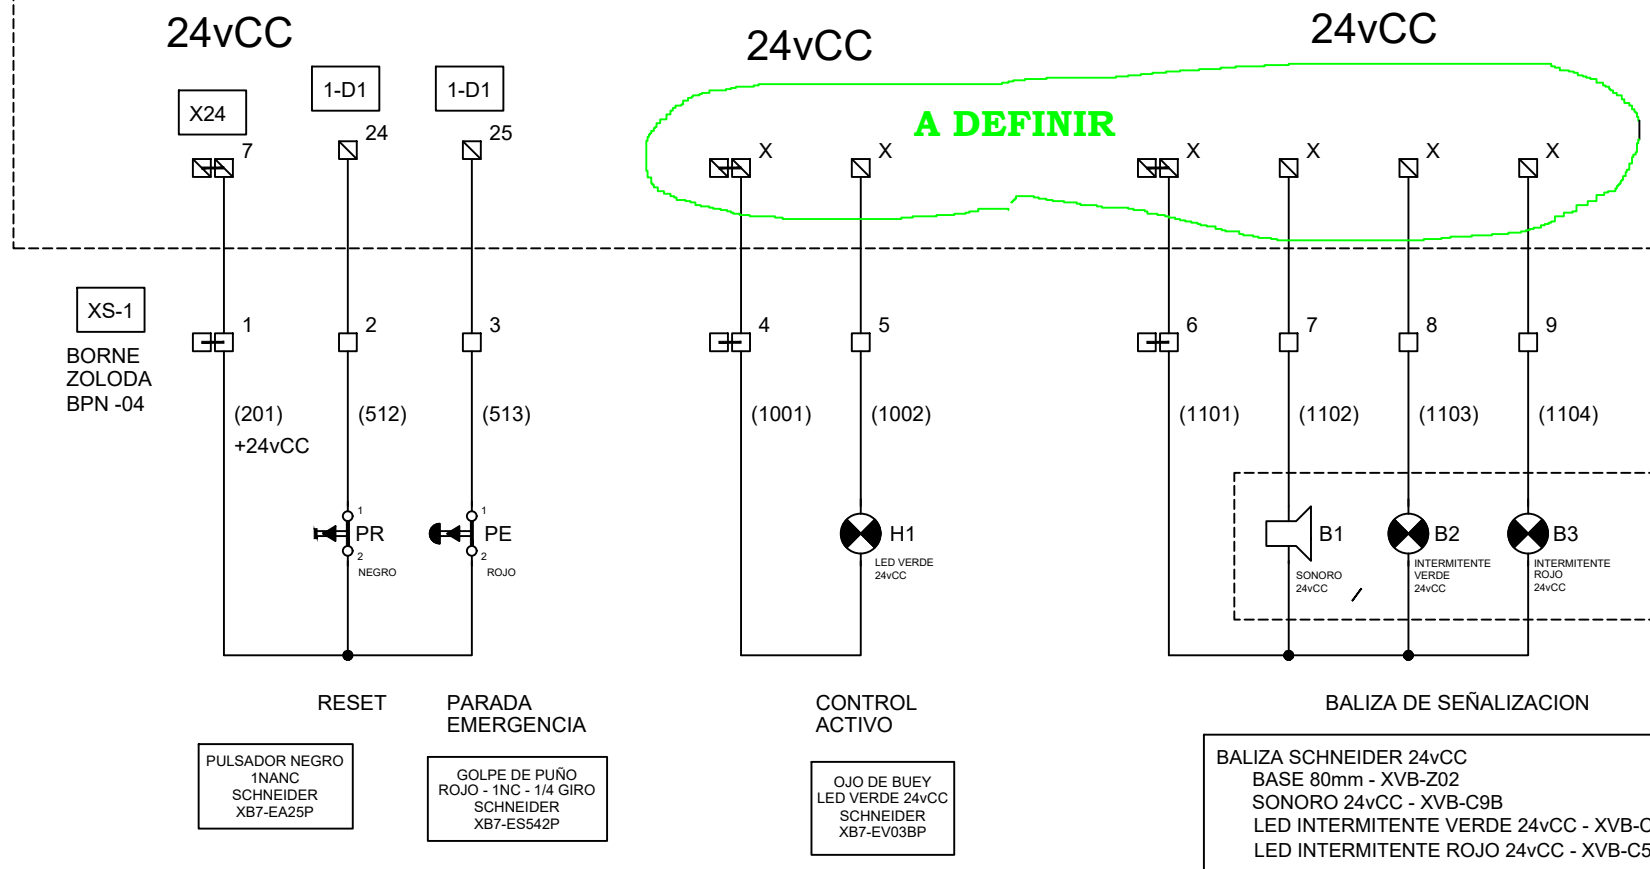 24vCC
24vCC
24vCC
X24
1-D1
1-D1
7
24
25
A DEFINIR
X
X
X
X
X
X
XS-1
BORNE
ZOLODA
BPN -04
1
2
3
4
5
6
7
8
9
(201)
+24vCC
(512)
(513)
(1001)
(1002)
(1101)
(1102)
(1103)
(1104)
1
PR
2
NEGRO
1
PE
2
ROJO
H1
LED VERDE
24vCC
B1
SONORO
24vCC
B2
INTERMITENTE
VERDE
24vCC
B3
INTERMITENTE
ROJO
24vCC
RESET
PARADA
EMERGENCIA
CONTROL
ACTIVO
BALIZA DE SEÑALIZACION
PULSADOR NEGRO
1NANC
SCHNEIDER
XB7-EA25P
GOLPE DE PUÑO
ROJO - 1NC - 1/4 GIRO
SCHNEIDER
XB7-ES542P
OJO DE BUEY
LED VERDE 24vCC
SCHNEIDER
XB7-EV03BP
BALIZA SCHNEIDER 24vCC
BASE 80mm - XVB-Z02
SONORO 24vCC - XVB-C9B
LED INTERMITENTE VERDE 24vCC - XVB-C
LED INTERMITENTE ROJO 24vCC - XVB-C5